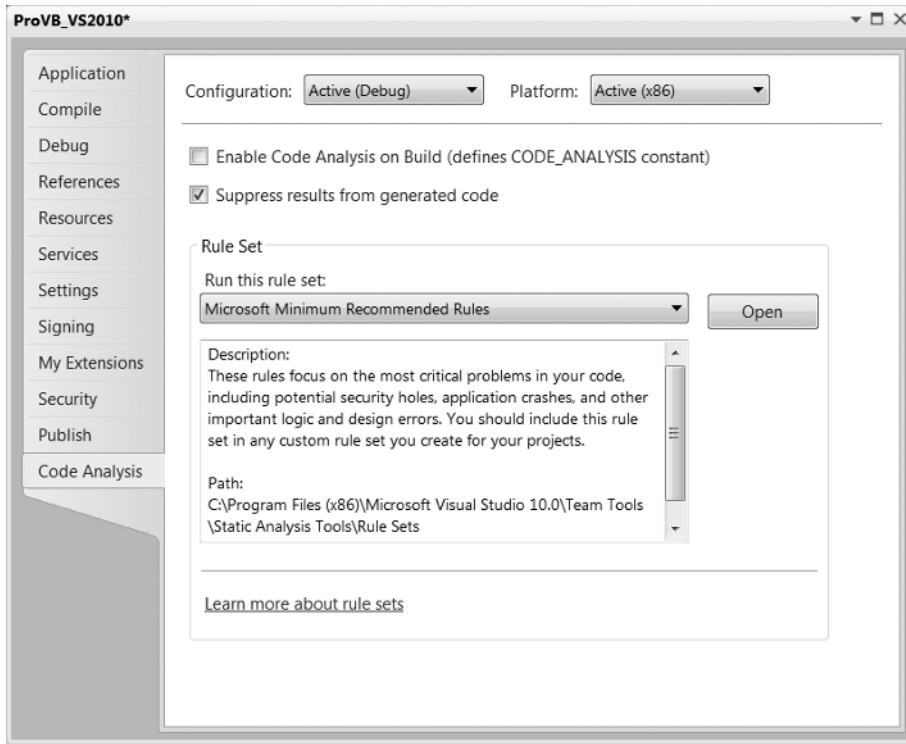 ProVB_VS2010*
Application
Compile
Debug
References
Resources
Services
Settings
Signing
My Extensions
Security
Publish
Code Analysis
Configuration: Active (Debug) Platform: Active (x86)
Enable Code Analysis on Build (defines CODE_ANALYSIS constant)
Suppress results from generated code
Rule Set
Run this rule set:
Microsoft Minimum Recommended Rules Open
Description:
These rules focus on the most critical problems in your code,
including potential security holes, application crashes, and other
important logic and design errors. You should include this rule
set in any custom rule set you create for your projects.
Path:
C:\Program Files (x86)\Microsoft Visual Studio 10.0\Team Tools
\Static Analysis Tools\Rule Sets
Learn more about rule sets